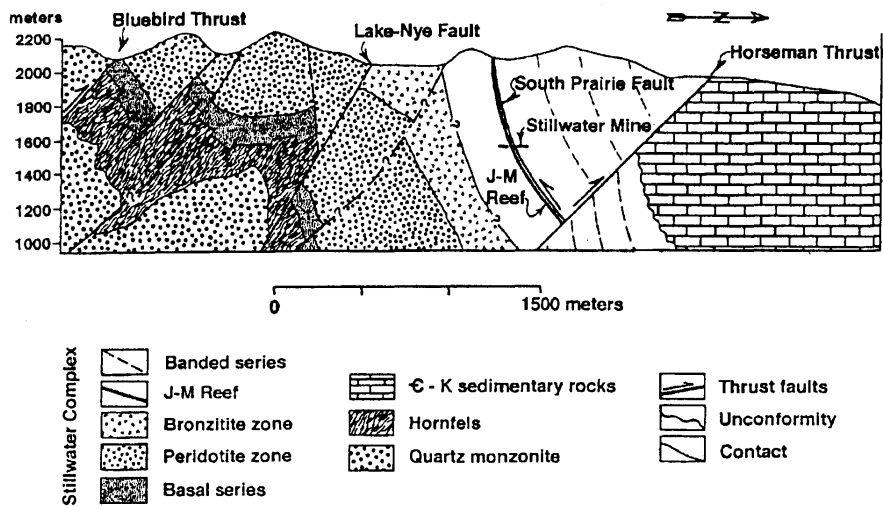 meters
Bluebird Thrust
Lake-Nye Fault
N
Horseman Thrust
2200
2000
1800
1600
1400
1200
1000
South Prairie Fault
Stillwater Mine
J-M
Reef
?
?
0
1500 meters
Stillwater Complex
Banded series
J-M Reef
Bronzitite zone
Peridotite zone
Basal series
Є - K sedimentary rocks
Hornfels
Quartz monzonite
Thrust faults
Unconformity
Contact